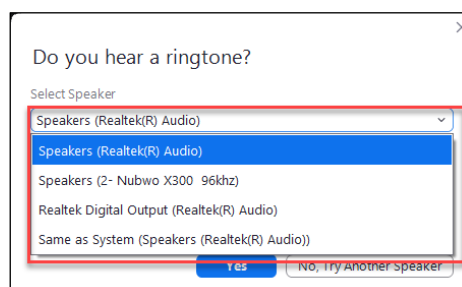 Do you hear a ringtone?
Select Speaker
Speakers (Realtek(R) Audio)
Speakers (Realtek(R) Audio)
Speakers (2- Nubwo X300  96khz)
Realtek Digital Output (Realtek(R) Audio)
Same as System (Speakers (Realtek(R) Audio))
Yes
No, Try Another Speaker